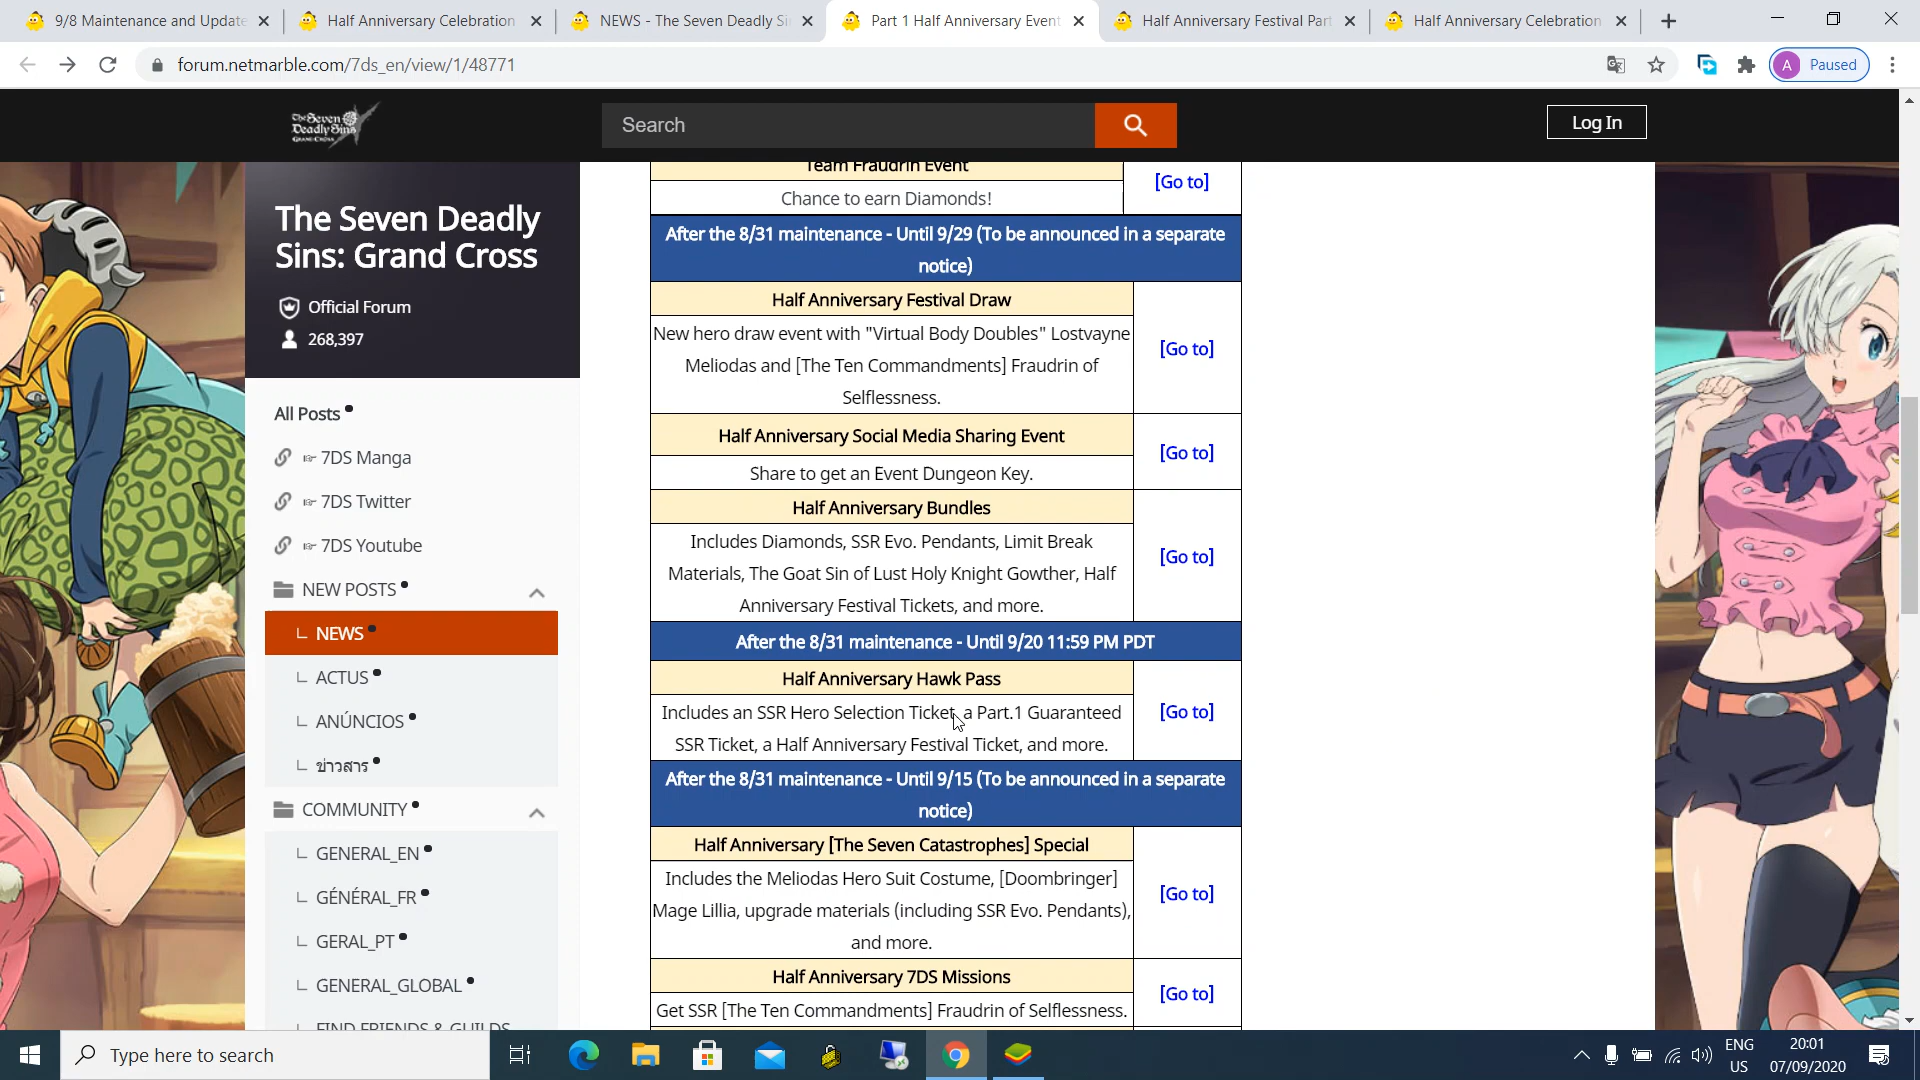 9/8 Maintenance and Update
Half Anniversary Celebration
NEWS - The Seven Deadly Si
Part 1 Half Anniversary Event
Half Anniversary Festival Part
Half Anniversary Celebration
forum.netmarble.com/7ds_en/view/1/48771
A Paused
The Seven
Deadly Sins
GRAND CROSS
Search
Log In
The Seven Deadly
Sins: Grand Cross
Official Forum
268,397
All Posts
☞ 7DS Manga
☞ 7DS Twitter
☞ 7DS Youtube
NEW POSTS
NEWS
ACTUS
ANÚNCIOS
ข่าวสาร
COMMUNITY
GENERAL_EN
GÉNÉRAL_FR
GERAL_PT
GENERAL_GLOBAL
FIND FRIENDS & GUILDS
Team Fraudrin Event
Chance to earn Diamonds!
[Go to]
After the 8/31 maintenance - Until 9/29 (To be announced in a separate
notice)
Half Anniversary Festival Draw
New hero draw event with "Virtual Body Doubles" Lostvayne
Meliodas and [The Ten Commandments] Fraudrin of
Selflessness.
[Go to]
Half Anniversary Social Media Sharing Event
Share to get an Event Dungeon Key.
[Go to]
Half Anniversary Bundles
Includes Diamonds, SSR Evo. Pendants, Limit Break
Materials, The Goat Sin of Lust Holy Knight Gowther, Half
Anniversary Festival Tickets, and more.
[Go to]
After the 8/31 maintenance - Until 9/20 11:59 PM PDT
Half Anniversary Hawk Pass
Includes an SSR Hero Selection Ticket, a Part.1 Guaranteed
SSR Ticket, a Half Anniversary Festival Ticket, and more.
[Go to]
After the 8/31 maintenance - Until 9/15 (To be announced in a separate
notice)
Half Anniversary [The Seven Catastrophes] Special
Includes the Meliodas Hero Suit Costume, [Doombringer]
Mage Lillia, upgrade materials (including SSR Evo. Pendants),
and more.
[Go to]
Half Anniversary 7DS Missions
Get SSR [The Ten Commandments] Fraudrin of Selflessness.
[Go to]
Type here to search
ENG
US
20:01
07/09/2020